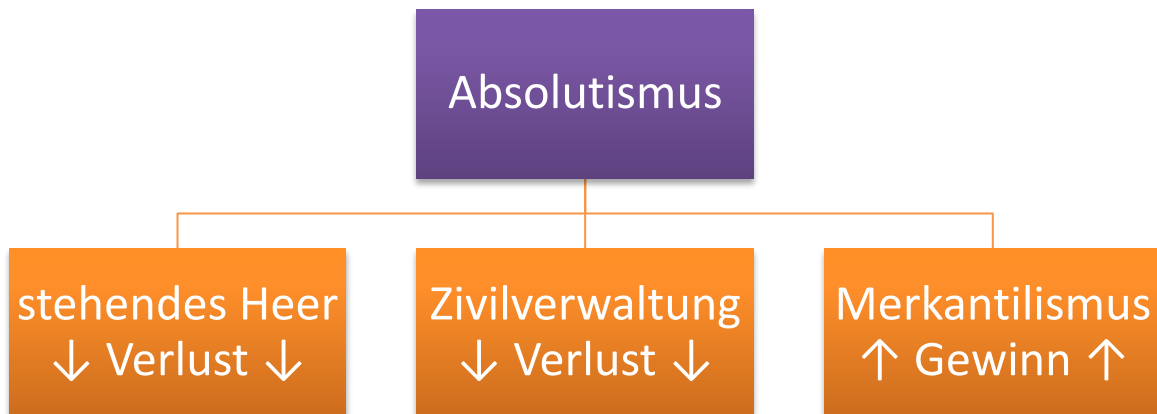 Absolutismus
stehendes Heer
↓ Verlust ↓
Zivilverwaltung
↓ Verlust ↓
Merkantilismus
↑ Gewinn ↑